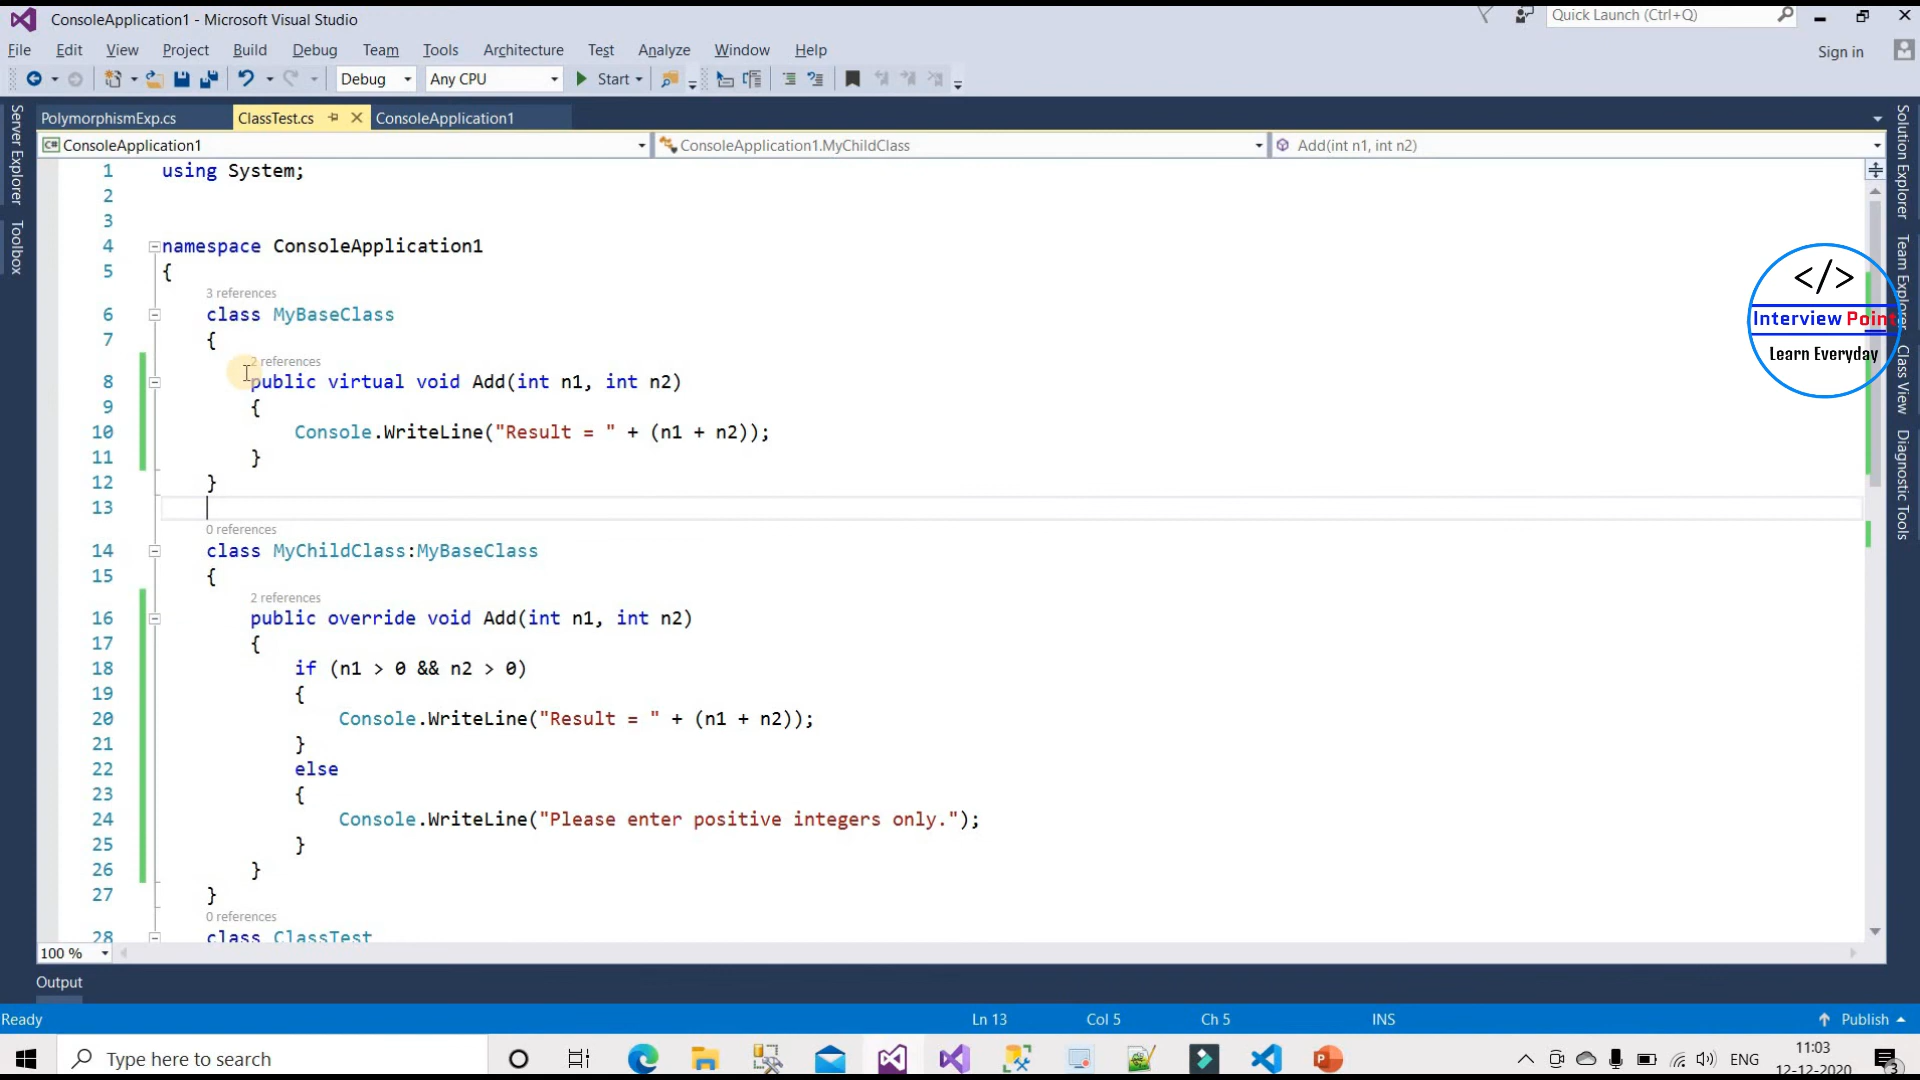 ConsoleApplication1 - Microsoft Visual Studio
Quick Launch (Ctrl+Q)
File Edit View Project Build Debug Team Tools Architecture Test Analyze Window Help
Sign in
Debug Any CPU Start
PolymorphismExp.cs ClassTest.cs ConsoleApplication1
ConsoleApplication1 ConsoleApplication1.MyChildClass Add(int n1, int n2)
Server Explorer
Toolbox
Solution Explorer
Team Explorer
Class View
Diagnostic Tools
1 using System;
2
3
4 namespace ConsoleApplication1
5 {
3 references
6 class MyBaseClass
7 {
2 references
8 public virtual void Add(int n1, int n2)
9 {
10 Console.WriteLine("Result = " + (n1 + n2));
11 }
12 }
13
0 references
14 class MyChildClass:MyBaseClass
15 {
2 references
16 public override void Add(int n1, int n2)
17 {
18 if (n1 > 0 && n2 > 0)
19 {
20 Console.WriteLine("Result = " + (n1 + n2));
21 }
22 else
23 {
24 Console.WriteLine("Please enter positive integers only.");
25 }
26 }
27 }
0 references
28 class ClassTest
</>
Interview Point
Learn Everyday
100 %
Output
Ready Ln 13 Col 5 Ch 5 INS Publish
Type here to search
ENG
11:03
12-12-2020
3